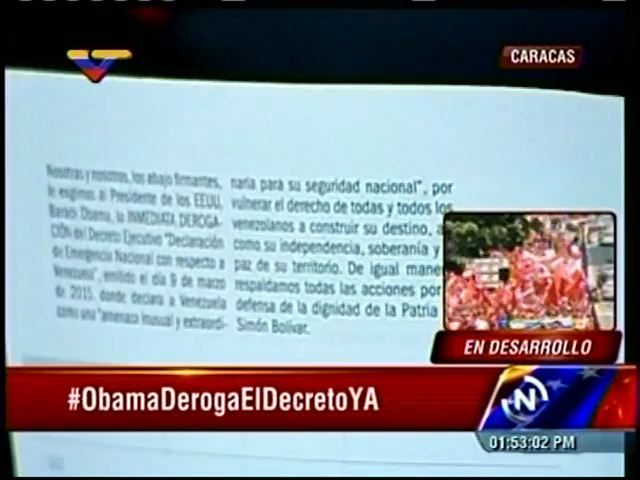 CARACAS
Nosotras y nosotros, los abajo firmantes,
le exigimos al Presidente de los EEUU,
Barack Obama, la INMEDIATA DEROGA-
CIÓN del Decreto Ejecutivo "Declaración
de Emergencia Nacional con respecto a
Venezuela", emitido el día 9 de marzo
de 2015, donde declara a Venezuela
como una "amenaza inusual y extraordi-
naria para su seguridad nacional", por
vulnerar el derecho de todas y todos los
venezolanos a construir su destino, a
como su independencia, soberanía y
paz de su territorio. De igual mane
respaldamos todas las acciones por
defensa de la dignidad de la Patria
Simón Bolívar.
EN DESARROLLO
#ObamaDerogaElDecretoYA
N
01:53:02 PM